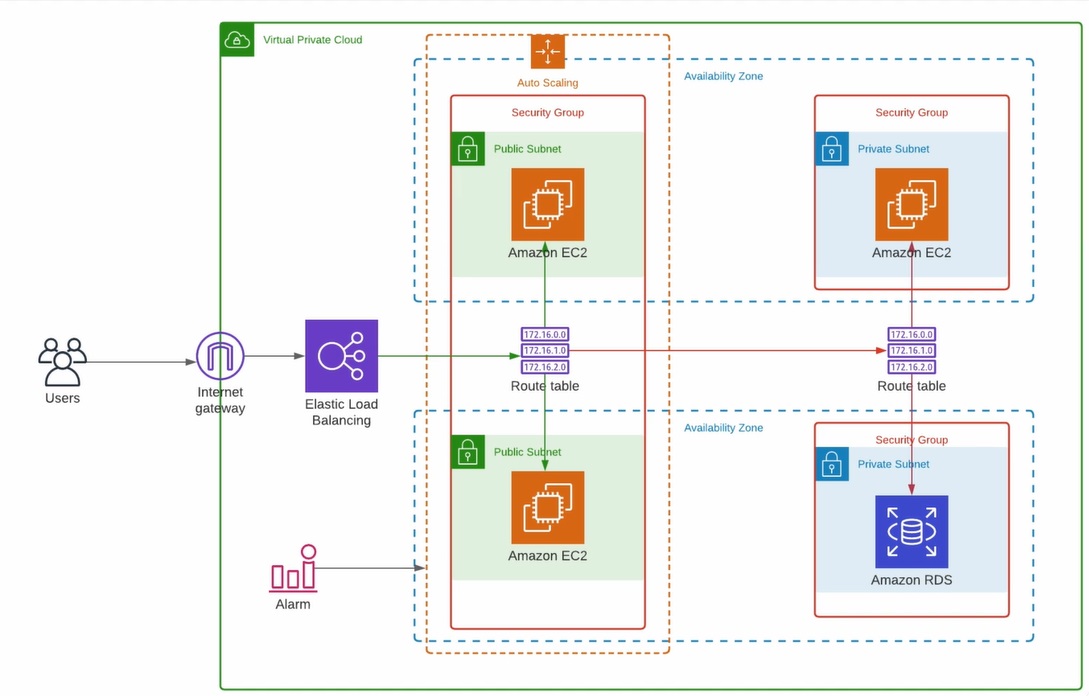 Virtual Private Cloud
Auto Scaling
Availability Zone
Security Group
Public Subnet
Amazon EC2
Security Group
Private Subnet
Amazon EC2
Users
Internet
gateway
Elastic Load
Balancing
172.16.0.0
172.16.1.0
172.16.2.0
Route table
172.16.0.0
172.16.1.0
172.16.2.0
Route table
Availability Zone
Public Subnet
Amazon EC2
Security Group
Private Subnet
Amazon RDS
Alarm